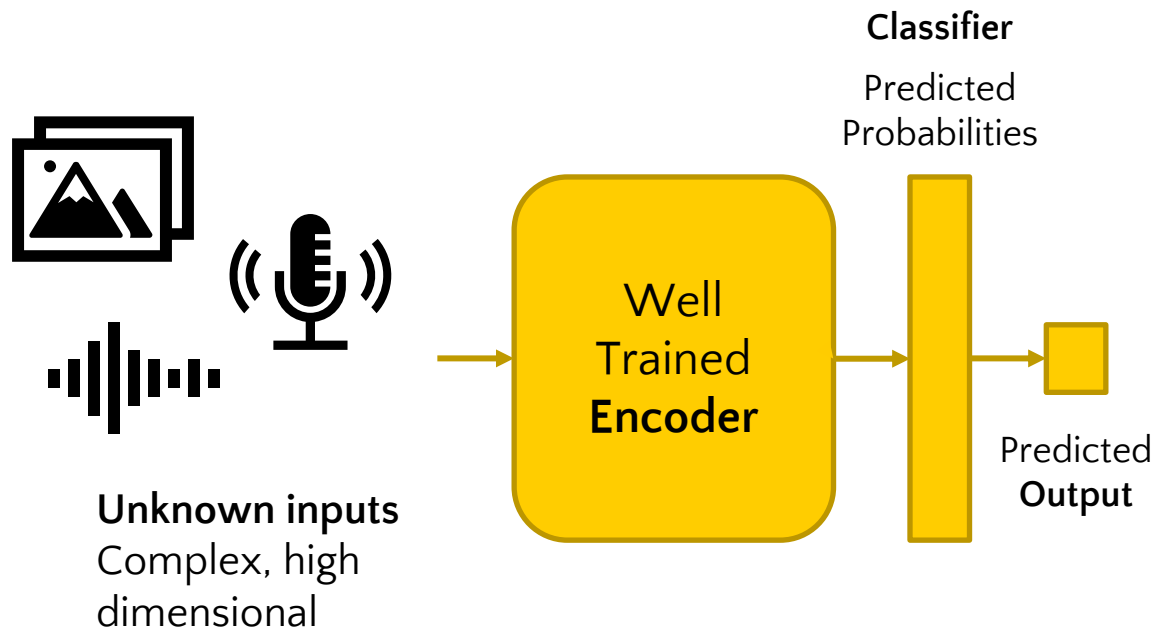 Classifier
Predicted
Probabilities
Well
Trained
Encoder
Predicted
Output
Unknown inputs
Complex, high
dimensional